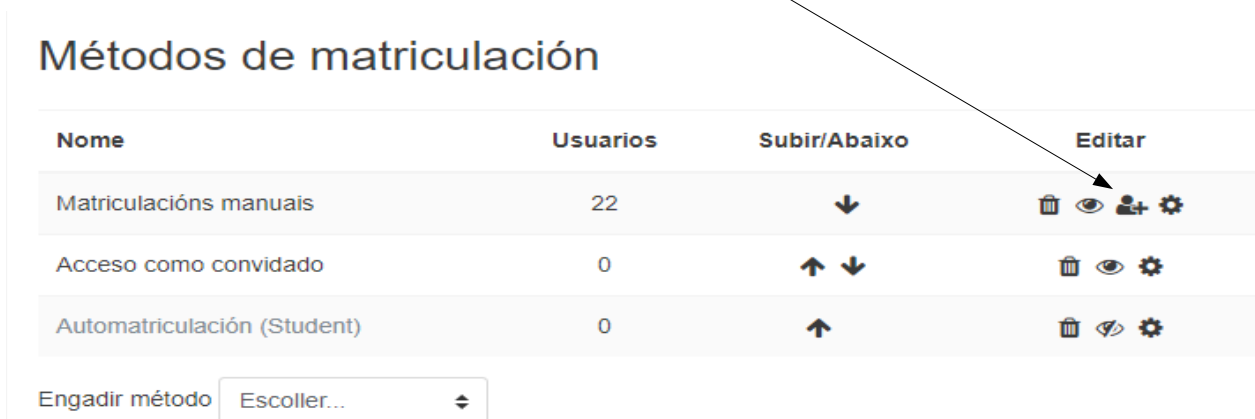 Métodos de matriculación
Nome Usuarios Subir/Abaixo Editar
Matriculacións manuais 22
Acceso como convidado 0
Automatriculación (Student) 0
Engadir método Escoller...